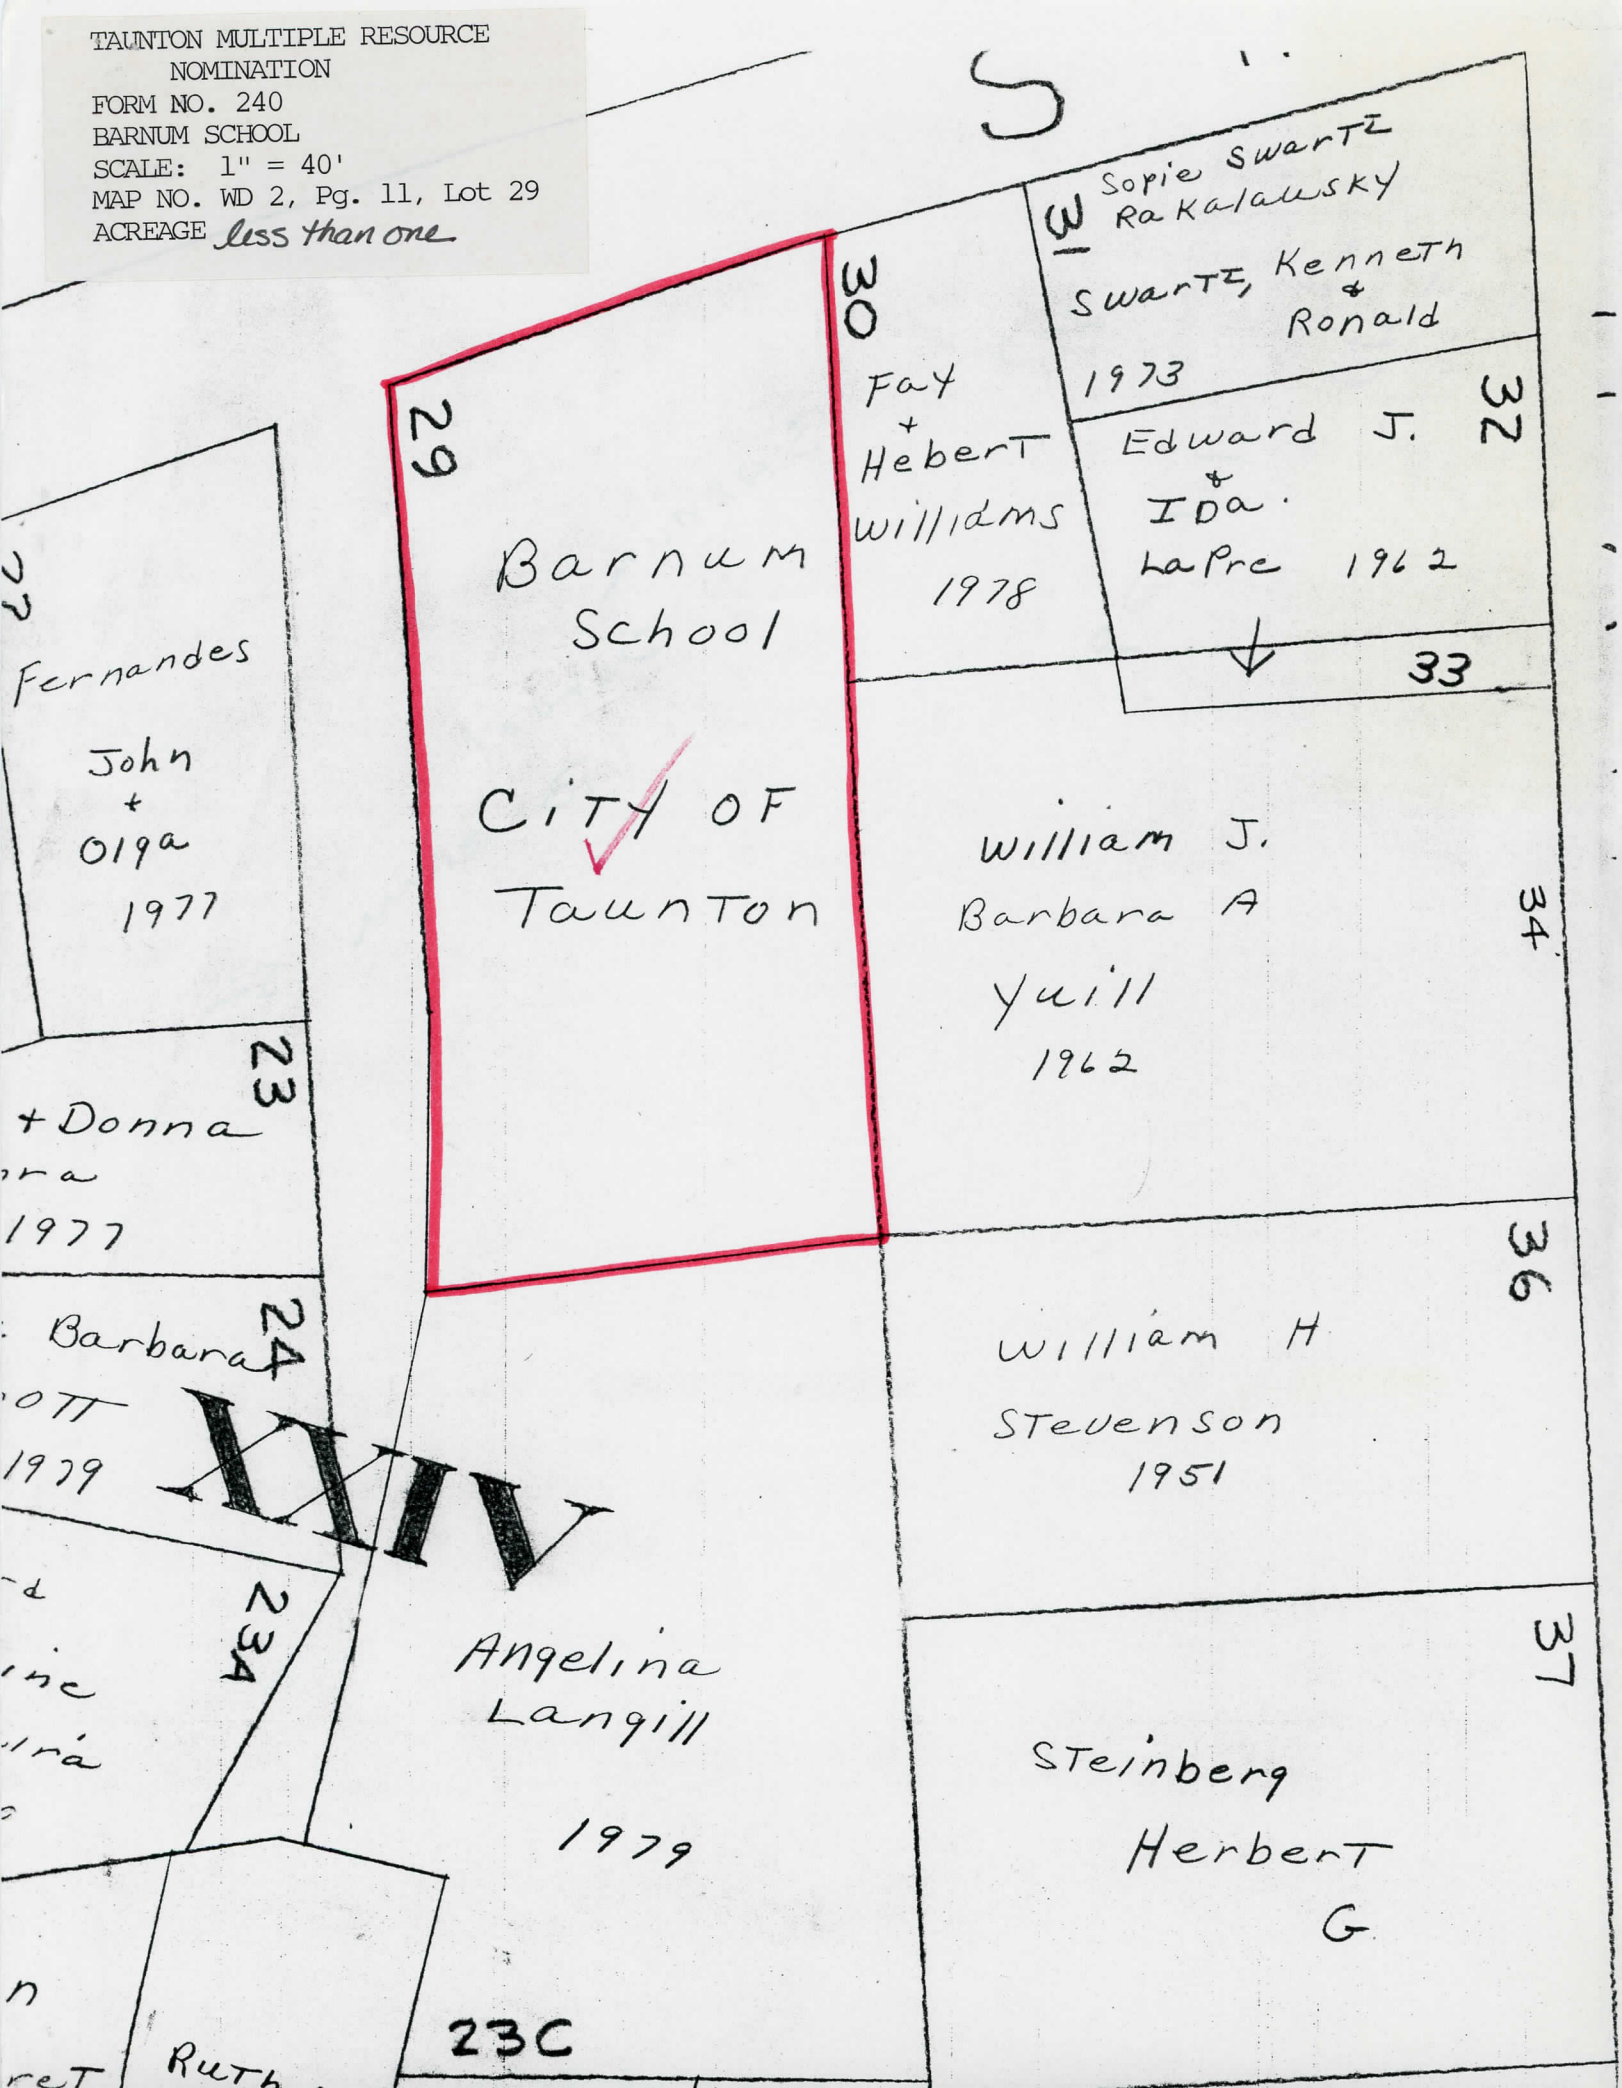 TAUNTON MULTIPLE RESOURCE
NOMINATION
FORM NO. 240
BARNUM SCHOOL
SCALE: 1" = 40'
MAP NO. WD 2, Pg. 11, Lot 29
ACREAGE less than one
S
31
Sopie Swartz
Rakalausky
Swartz, Kenneth
&
Ronald
1973
30
Fay
+
Hebert
Williams
1978
32
Edward J.
&
IDa.
LaPre 1962
33
29
Barnum
School
City OF
Taunton
Fernandes
John
+
Olga
1977
William J.
Barbara A
Yuill
1962
34
23
+ Donna
1977
36
William H
Stevenson
1951
24
Barbara
1979
XXIV
23A
Angelina
Langill
1979
37
Steinberg
Herbert
G
23C
Ruth